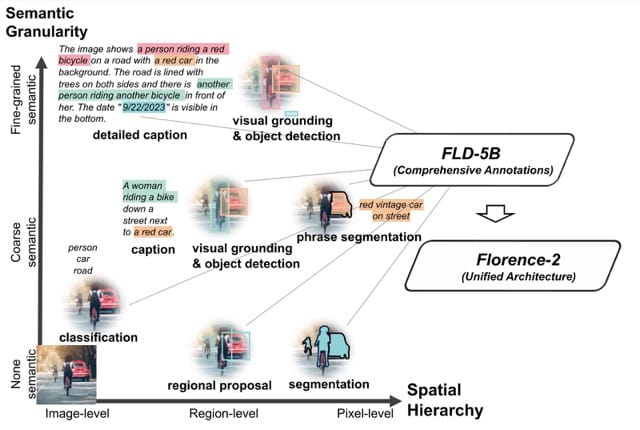 Semantic
Granularity
Fine-grained
semantic
The image shows a person riding a red
bicycle on a road with a red car in the
background. The road is lined with
trees on both sides and there is another
person riding another bicycle in front of
her. The date "9/22/2023" is visible in
the bottom.
detailed caption
visual grounding
& object detection
FLD-5B
(Comprehensive Annotations)
Coarse
semantic
A woman
riding a bike
down a
street next
to a red car.
caption
visual grounding
& object detection
red vintage car
on street
phrase segmentation
Florence-2
(Unified Architecture)
person
car
road
classification
None
semantic
regional proposal
segmentation
Image-level
Region-level
Pixel-level
Spatial
Hierarchy